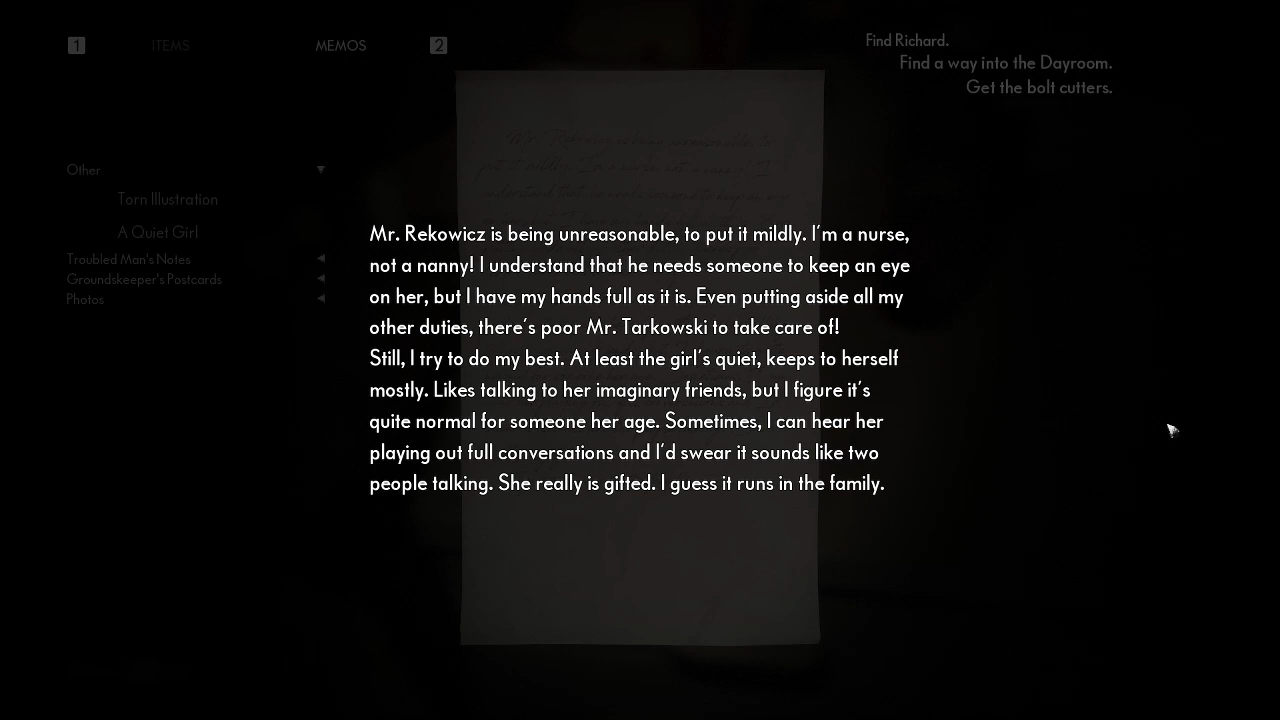 1 ITEMS MEMOS 2
Find Richard.
Find a way into the Dayroom.
Get the bolt cutters.
Other
Torn Illustration
A Quiet Girl
Troubled Man's Notes
Groundskeeper's Postcards
Photos
Mr. Rekowicz is being unreasonable, to put it mildly. I'm a nurse,
not a nanny! I understand that he needs someone to keep an eye
on her, but I have my hands full as it is. Even putting aside all my
other duties, there's poor Mr. Tarkowski to take care of!
Still, I try to do my best. At least the girl's quiet, keeps to herself
mostly. Likes talking to her imaginary friends, but I figure it's
quite normal for someone her age. Sometimes, I can hear her
playing out full conversations and I'd swear it sounds like two
people talking. She really is gifted. I guess it runs in the family.